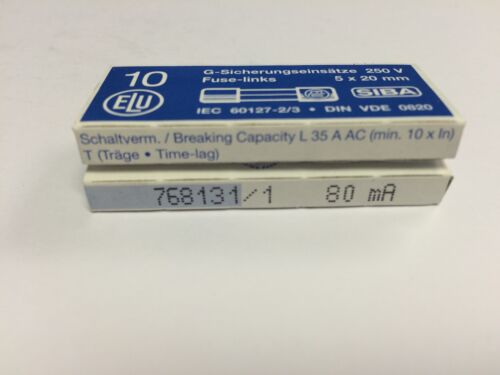 10 G-Sicherungseinsätze 250 V
Fuse-links 5 x 20 mm
ELU SIBA
IEC 60127-2/3 • DIN VDE 0820
Schaltverm. / Breaking Capacity L 35 A AC (min. 10 x In)
T (Träge • Time-lag)
768131/1 80 mA